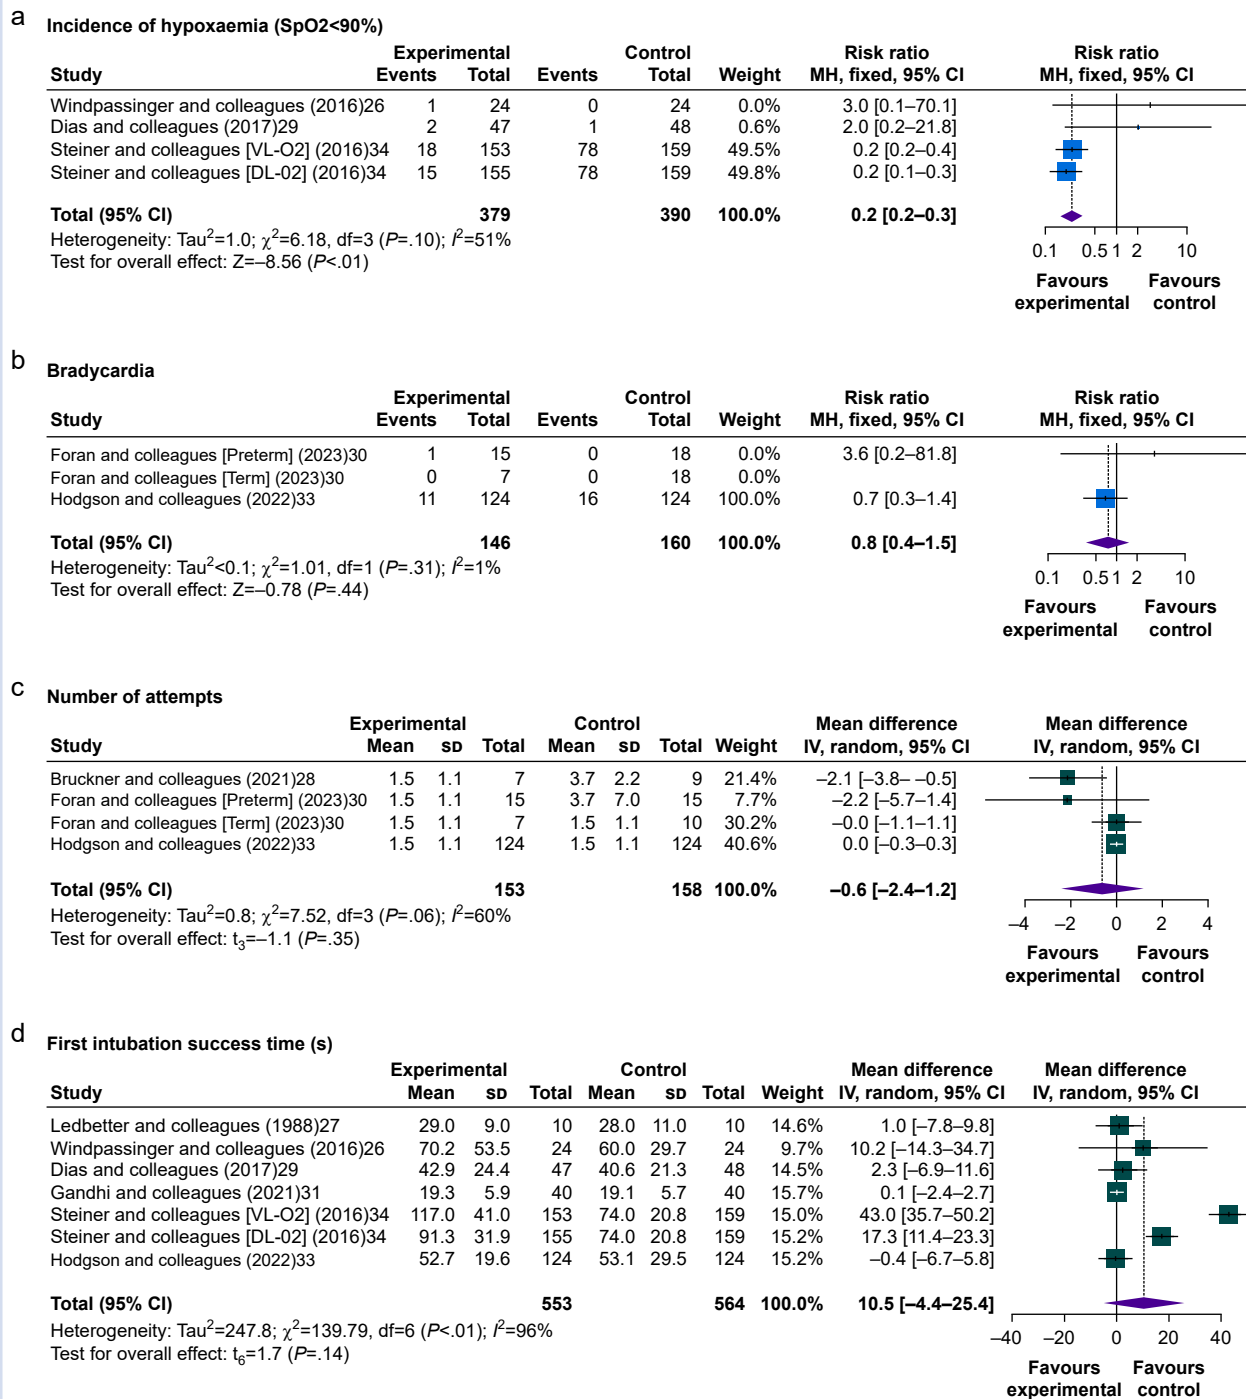 a
Incidence of hypoxaemia (SpO2<90%)
Experimental Control Risk ratio Risk ratio
Study Events Total Events Total Weight MH, fixed, 95% CI MH, fixed, 95% CI
Windpassinger and colleagues (2016)26 1 24 0 24 0.0% 3.0 [0.1–70.1]
Dias and colleagues (2017)29 2 47 1 48 0.6% 2.0 [0.2–21.8]
Steiner and colleagues [VL-O2] (2016)34 18 153 78 159 49.5% 0.2 [0.2–0.4]
Steiner and colleagues [DL-02] (2016)34 15 155 78 159 49.8% 0.2 [0.1–0.3]
Total (95% CI) 379 390 100.0% 0.2 [0.2–0.3]
Heterogeneity: Tau²=1.0; χ²=6.18, df=3 (P=.10); I²=51%
Test for overall effect: Z=–8.56 (P<.01)
0.1 0.5 1 2 10
Favours Favours
experimental control
b
Bradycardia
Experimental Control Risk ratio Risk ratio
Study Events Total Events Total Weight MH, fixed, 95% CI MH, fixed, 95% CI
Foran and colleagues [Preterm] (2023)30 1 15 0 18 0.0% 3.6 [0.2–81.8]
Foran and colleagues [Term] (2023)30 0 7 0 18 0.0%
Hodgson and colleagues (2022)33 11 124 16 124 100.0% 0.7 [0.3–1.4]
Total (95% CI) 146 160 100.0% 0.8 [0.4–1.5]
Heterogeneity: Tau²<0.1; χ²=1.01, df=1 (P=.31); I²=1%
Test for overall effect: Z=–0.78 (P=.44)
0.1 0.5 1 2 10
Favours Favours
experimental control
c
Number of attempts
Experimental Control Mean difference Mean difference
Study Mean SD Total Mean SD Total Weight IV, random, 95% CI IV, random, 95% CI
Bruckner and colleagues (2021)28 1.5 1.1 7 3.7 2.2 9 21.4% –2.1 [–3.8– –0.5]
Foran and colleagues [Preterm] (2023)30 1.5 1.1 15 3.7 7.0 15 7.7% –2.2 [–5.7–1.4]
Foran and colleagues [Term] (2023)30 1.5 1.1 7 1.5 1.1 10 30.2% –0.0 [–1.1–1.1]
Hodgson and colleagues (2022)33 1.5 1.1 124 1.5 1.1 124 40.6% 0.0 [–0.3–0.3]
Total (95% CI) 153 158 100.0% –0.6 [–2.4–1.2]
Heterogeneity: Tau²=0.8; χ²=7.52, df=3 (P=.06); I²=60%
Test for overall effect: t₃=–1.1 (P=.35)
–4 –2 0 2 4
Favours Favours
experimental control
d
First intubation success time (s)
Experimental Control Mean difference Mean difference
Study Mean SD Total Mean SD Total Weight IV, random, 95% CI IV, random, 95% CI
Ledbetter and colleagues (1988)27 29.0 9.0 10 28.0 11.0 10 14.6% 1.0 [–7.8–9.8]
Windpassinger and colleagues (2016)26 70.2 53.5 24 60.0 29.7 24 9.7% 10.2 [–14.3–34.7]
Dias and colleagues (2017)29 42.9 24.4 47 40.6 21.3 48 14.5% 2.3 [–6.9–11.6]
Gandhi and colleagues (2021)31 19.3 5.9 40 19.1 5.7 40 15.7% 0.1 [–2.4–2.7]
Steiner and colleagues [VL-O2] (2016)34 117.0 41.0 153 74.0 20.8 159 15.0% 43.0 [35.7–50.2]
Steiner and colleagues [DL-02] (2016)34 91.3 31.9 155 74.0 20.8 159 15.2% 17.3 [11.4–23.3]
Hodgson and colleagues (2022)33 52.7 19.6 124 53.1 29.5 124 15.2% –0.4 [–6.7–5.8]
Total (95% CI) 553 564 100.0% 10.5 [–4.4–25.4]
Heterogeneity: Tau²=247.8; χ²=139.79, df=6 (P<.01); I²=96%
Test for overall effect: t₆=1.7 (P=.14)
–40 –20 0 20 40
Favours Favours
experimental control